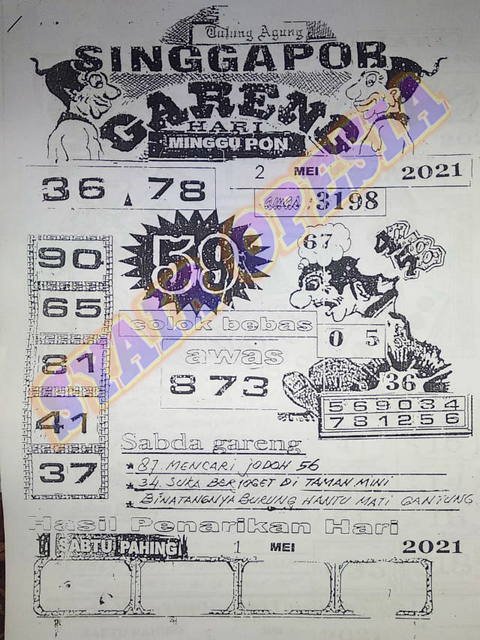 Tulung Agung
SINGGAPOR
GARENG
HARI
MINGGU PON
36 78
2 MEI 2021
awas 3198
90
65
81
41
37
59
67
colok bebas
0 5
awas
873
36
569034
781256
Sabda gareng
* 87. MENCARI JODOH 56
* 34. SUKA BERJOGET DI TAMAN MINI
* BINATANGNYA BURUNG HANTU MATI GANTUNG
Hasil Penarikan Hari
SABTU PAHING 1 MEI 2021